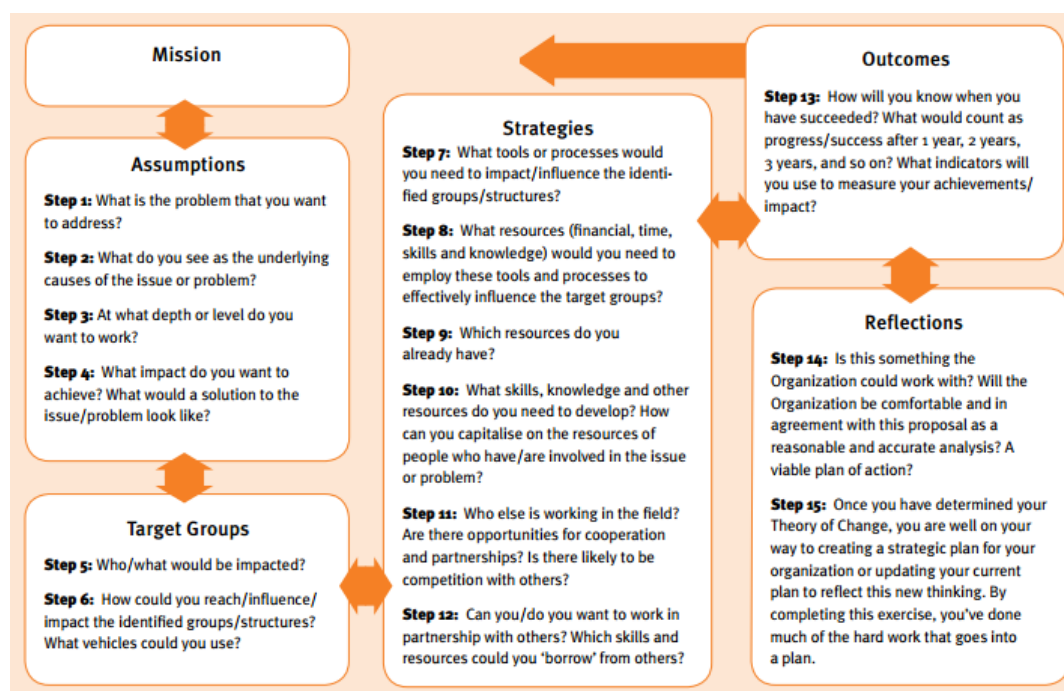 Mission
Assumptions
Step 1: What is the problem that you want
to address?
Step 2: What do you see as the underlying
causes of the issue or problem?
Step 3: At what depth or level do you
want to work?
Step 4: What impact do you want to
achieve? What would a solution to the
issue/problem look like?
Target Groups
Step 5: Who/what would be impacted?
Step 6: How could you reach/influence/
impact the identified groups/structures?
What vehicles could you use?
Strategies
Step 7: What tools or processes would
you need to impact/influence the identi-
fied groups/structures?
Step 8: What resources (financial, time,
skills and knowledge) would you need to
employ these tools and processes to
effectively influence the target groups?
Step 9: Which resources do you
already have?
Step 10: What skills, knowledge and other
resources do you need to develop? How
can you capitalise on the resources of
people who have/are involved in the issue
or problem?
Step 11: Who else is working in the field?
Are there opportunities for cooperation
and partnerships? Is there likely to be
competition with others?
Step 12: Can you/do you want to work in
partnership with others? Which skills and
resources could you ‘borrow’ from others?
Outcomes
Step 13: How will you know when you
have succeeded? What would count as
progress/success after 1 year, 2 years,
3 years, and so on? What indicators will
you use to measure your achievements/
impact?
Reflections
Step 14: Is this something the
Organization could work with? Will the
Organization be comfortable and in
agreement with this proposal as a
reasonable and accurate analysis? A
viable plan of action?
Step 15: Once you have determined your
Theory of Change, you are well on your
way to creating a strategic plan for your
organization or updating your current
plan to reflect this new thinking. By
completing this exercise, you’ve done
much of the hard work that goes into
a plan.